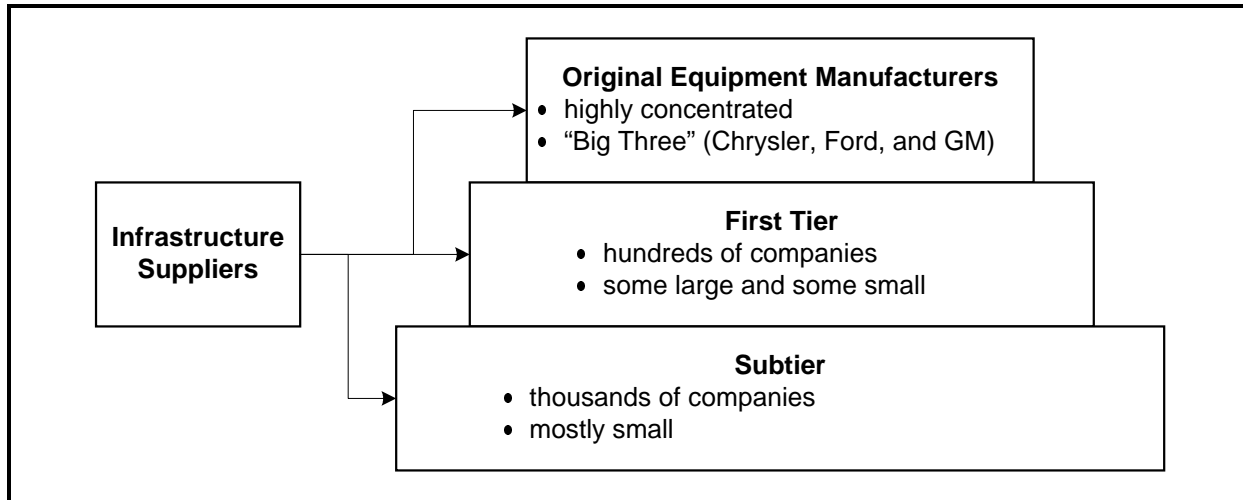 Original Equipment Manufacturers
• highly concentrated
• “Big Three” (Chrysler, Ford, and GM)
Infrastructure
Suppliers
First Tier
• hundreds of companies
• some large and some small
Subtier
• thousands of companies
• mostly small